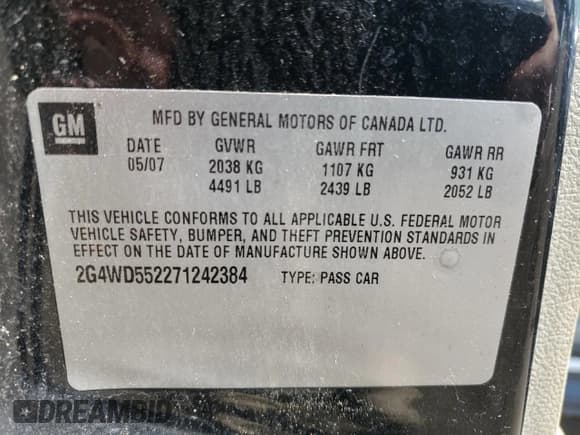 GM
MFD BY GENERAL MOTORS OF CANADA LTD.
DATE GVWR GAWR FRT GAWR RR
05/07 2038 KG 1107 KG 931 KG
4491 LB 2439 LB 2052 LB
THIS VEHICLE CONFORMS TO ALL APPLICABLE U.S. FEDERAL MOTOR
VEHICLE SAFETY, BUMPER, AND THEFT PREVENTION STANDARDS IN
EFFECT ON THE DATE OF MANUFACTURE SHOWN ABOVE.
2G4WD552271242384 TYPE: PASS CAR
DREAMBID.COM